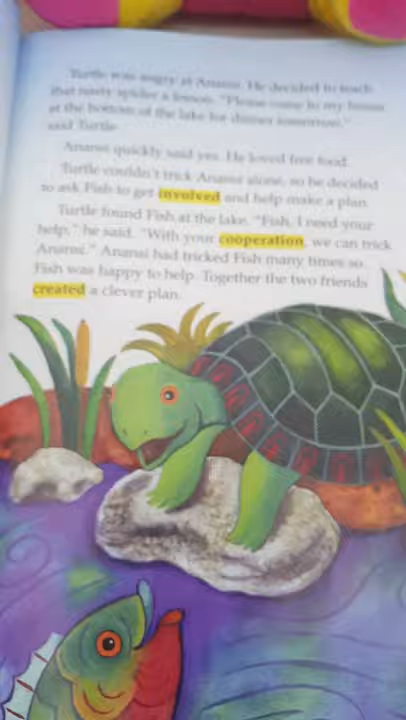 Turtle was angry at Anansi. He decided to teach
that nasty spider a lesson. "Please come to my house
at the bottom of the lake for dinner tomorrow,"
said Turtle.
Anansi quickly said yes. He loved free food.
Turtle couldn't trick Anansi alone, so he decided
to ask Fish to get involved and help make a plan.
Turtle found Fish at the lake. "Fish, I need your
help," he said. "With your cooperation, we can trick
Anansi." Anansi had tricked Fish many times so
Fish was happy to help. Together the two friends
created a clever plan.